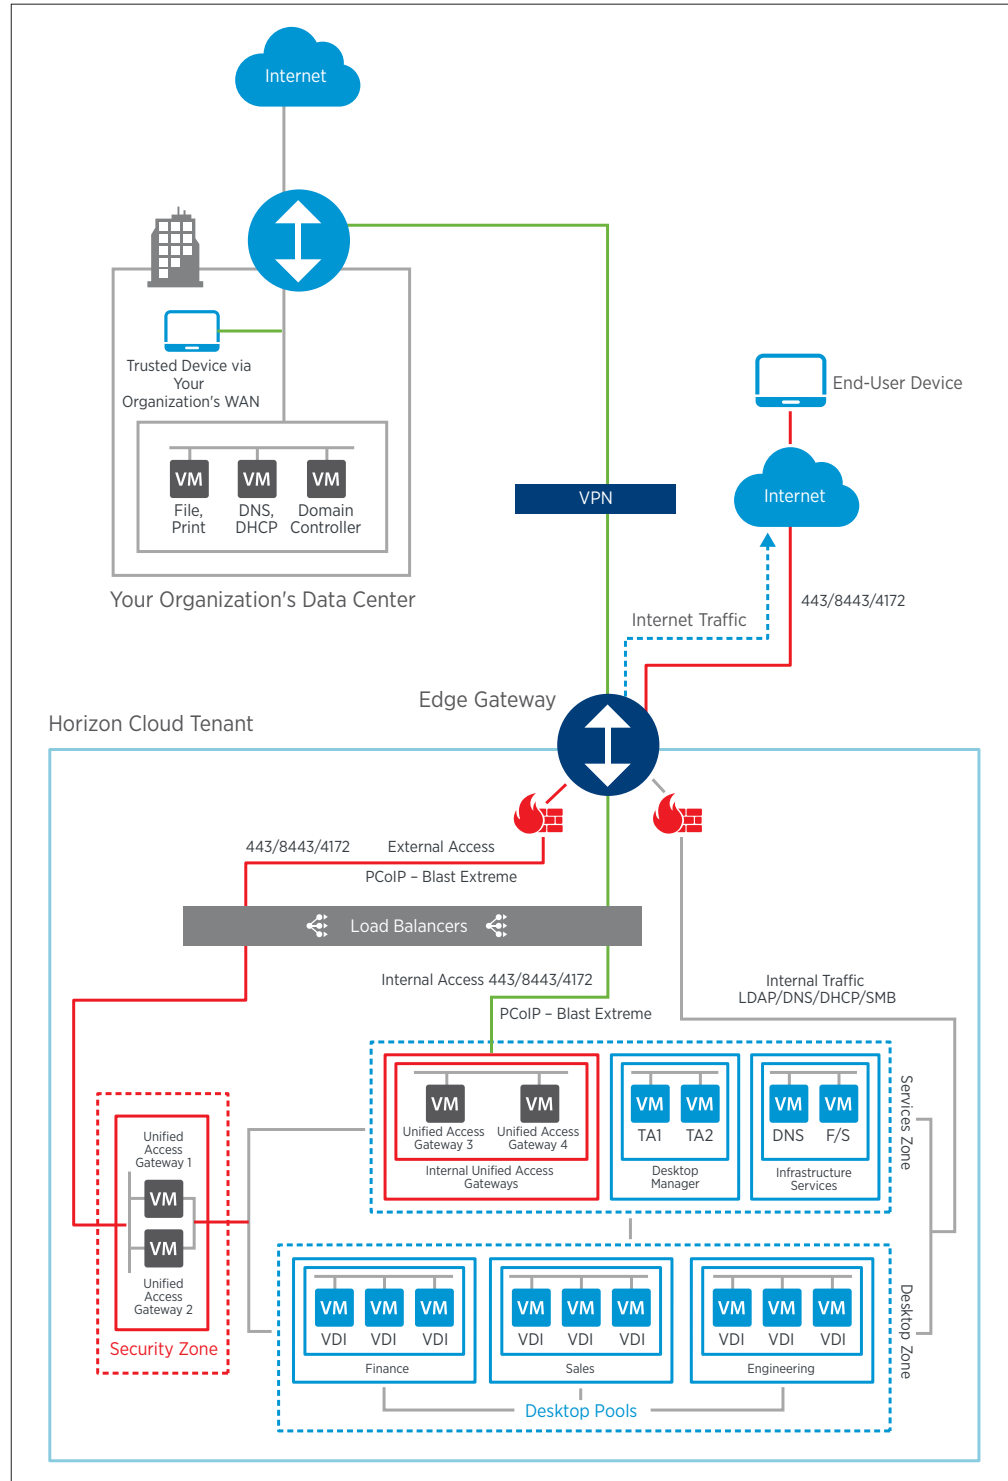 Internet
Trusted Device via
Your
Organization's WAN
VM
VM
VM
File,
Print
DNS,
DHCP
Domain
Controller
Your Organization's Data Center
End-User Device
Internet
VPN
443/8443/4172
Internet Traffic
Edge Gateway
Horizon Cloud Tenant
443/8443/4172
External Access
PCoIP – Blast Extreme
Load Balancers
Internal Access 443/8443/4172
PCoIP – Blast Extreme
Internal Traffic
LDAP/DNS/DHCP/SMB
VM
VM
Unified Access
Gateway 3
Unified Access
Gateway 4
Internal Unified Access
Gateways
VM
VM
TA1
TA2
Desktop
Manager
VM
VM
DNS
F/S
Infrastructure
Services
Services Zone
Unified
Access
Gateway 1
VM
VM
Unified
Access
Gateway 2
Security Zone
VM
VM
VM
VDI
VDI
VDI
Finance
VM
VM
VM
VDI
VDI
VDI
Sales
VM
VM
VM
VDI
VDI
VDI
Engineering
Desktop Zone
Desktop Pools